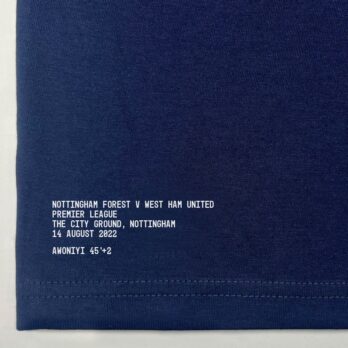 NOTTINGHAM FOREST V WEST HAM UNITED
PREMIER LEAGUE
THE CITY GROUND, NOTTINGHAM
14 AUGUST 2022
AWONIYI 45'+2